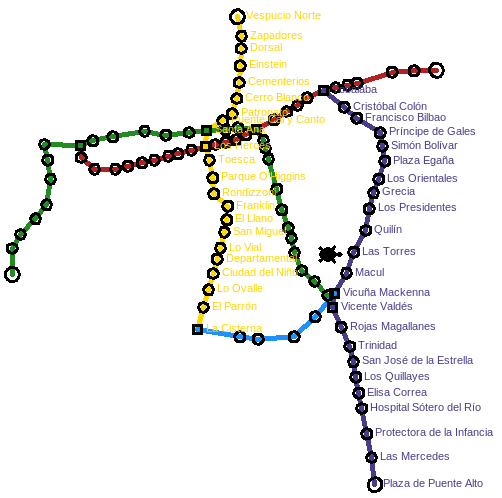 Vespucio Norte
Zapadores
Dorsal
Einstein
Cementerios
Cerro Blanco
Patronato
Puente Cal y Canto
Santa Ana
Los Héroes
Toesca
Parque O'Higgins
Rondizzoni
Franklin
El Llano
San Miguel
Lo Vial
Departamental
Ciudad del Niño
Lo Ovalle
El Parrón
La Cisterna
Tobalaba
Cristóbal Colón
Francisco Bilbao
Príncipe de Gales
Simón Bolívar
Plaza Egaña
Los Orientales
Grecia
Los Presidentes
Quilín
Las Torres
Macul
Vicuña Mackenna
Vicente Valdés
Rojas Magallanes
Trinidad
San José de la Estrella
Los Quillayes
Elisa Correa
Hospital Sótero del Río
Protectora de la Infancia
Las Mercedes
Plaza de Puente Alto